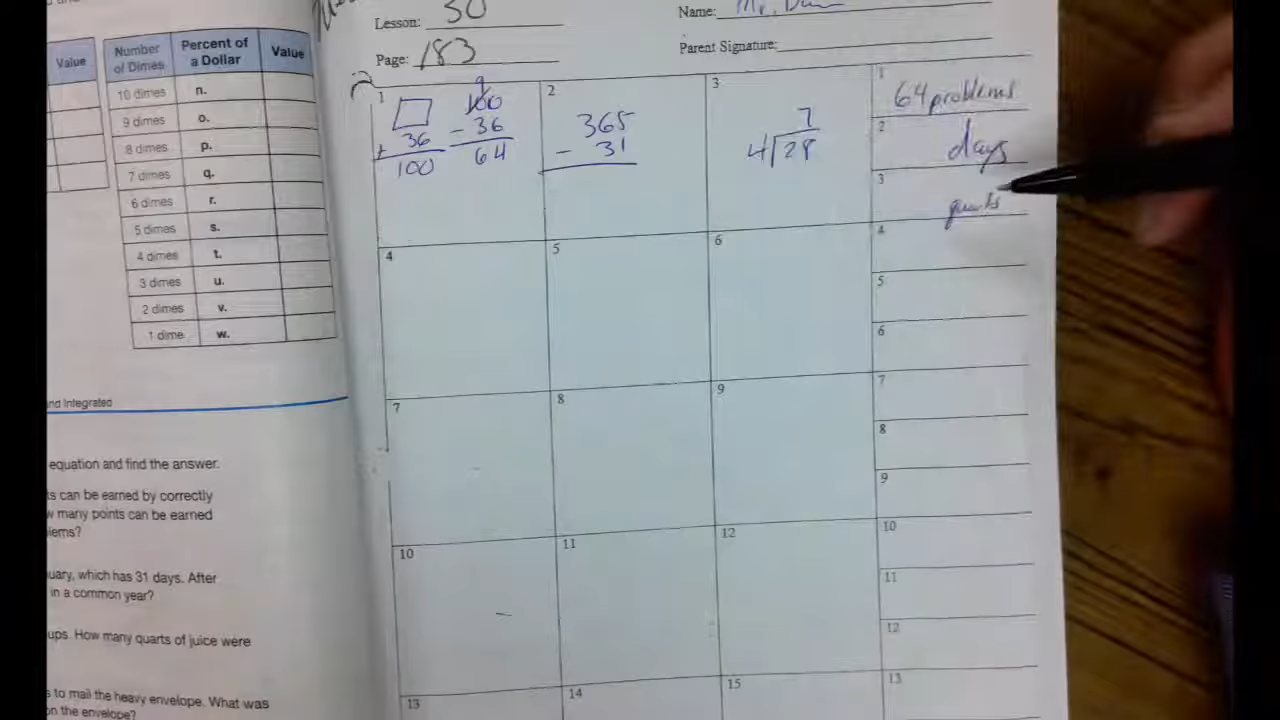 Value
Number of Dimes
Percent of a Dollar
Value
10 dimes n.
9 dimes o.
8 dimes p.
7 dimes q.
6 dimes r.
5 dimes s.
4 dimes t.
3 dimes u.
2 dimes v.
1 dime w.
nd Integrated
equation and find the answer.
s can be earned by correctly
w many points can be earned
lems?
uary, which has 31 days. After
in a common year?
ups. How many quarts of juice were
s to mail the heavy envelope. What was
on the envelope?
Lesson: 30
Name: Mr.
Page: 183
Parent Signature:
1
+ 36
100
100
- 36
64
9
2
365
- 31
3
7
4 28
1
64 problems
2
days
3
quarts
4
5
6
4
5
6
7
8
9
7
8
9
10
11
12
10
11
12
13
14
15
13